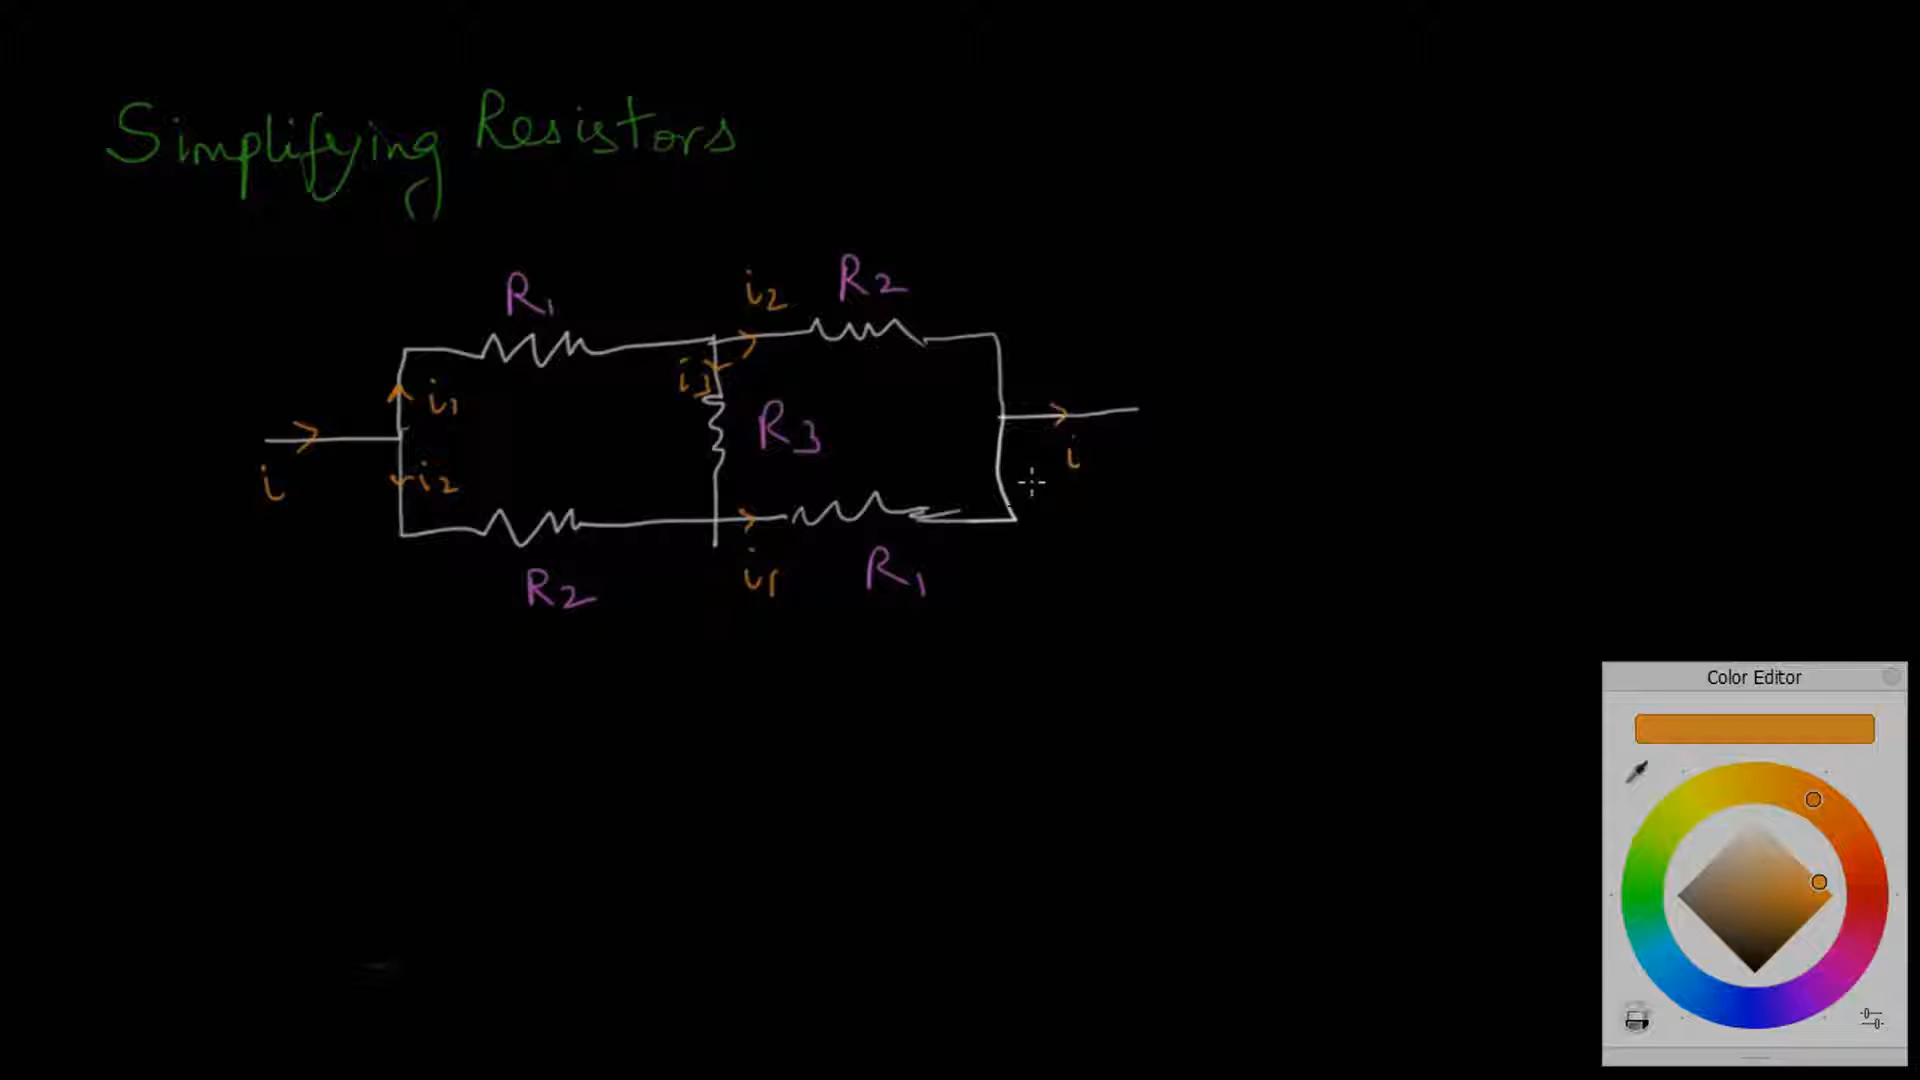 Simplifying Resistors
R1
i2
R2
i1
i3
R3
i
i2
i
R2
i1
R1
Color Editor